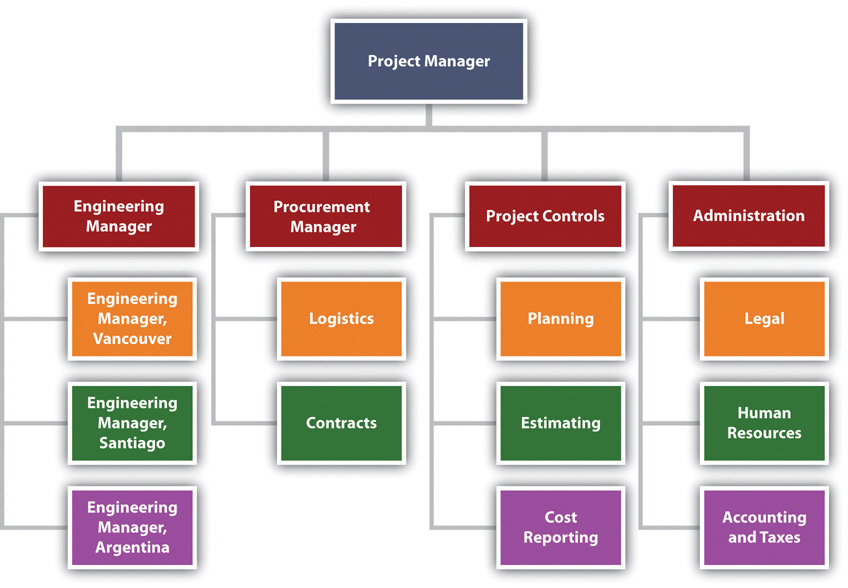 Project Manager
Engineering
Manager
Procurement
Manager
Project Controls
Administration
Engineering
Manager,
Vancouver
Logistics
Planning
Legal
Engineering
Manager,
Santiago
Contracts
Estimating
Human
Resources
Engineering
Manager,
Argentina
Cost
Reporting
Accounting
and Taxes